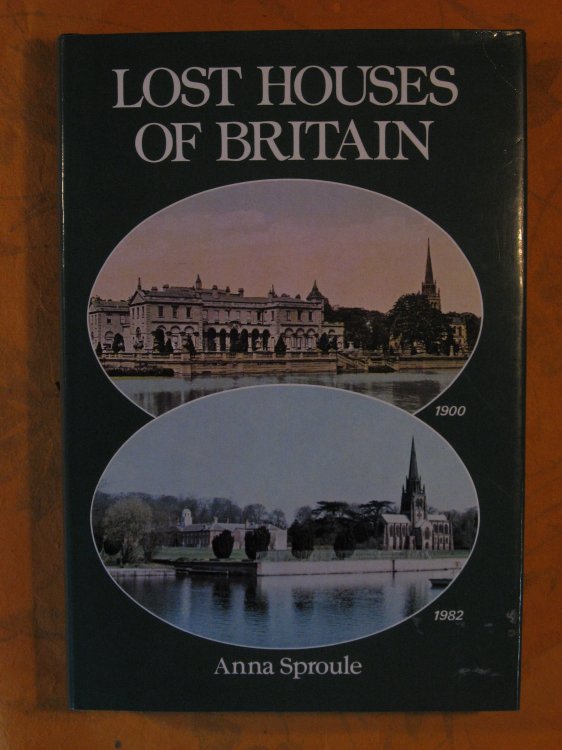 LOST HOUSES
OF BRITAIN
1900
1982
Anna Sproule